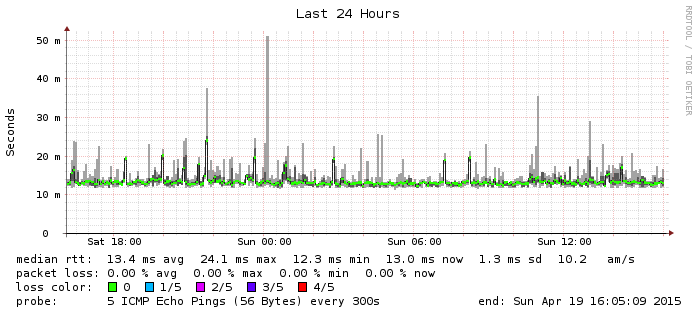 Last 24 Hours
RRDTOOL / TOBI OETIKER
Seconds
50 m
40 m
30 m
20 m
10 m
0
Sat 18:00 Sun 00:00 Sun 06:00 Sun 12:00
median rtt: 13.4 ms avg 24.1 ms max 12.3 ms min 13.0 ms now 1.3 ms sd 10.2 am/s
packet loss: 0.00 % avg 0.00 % max 0.00 % min 0.00 % now
loss color: 0 1/5 2/5 3/5 4/5
probe: 5 ICMP Echo Pings (56 Bytes) every 300s end: Sun Apr 19 16:05:09 2015